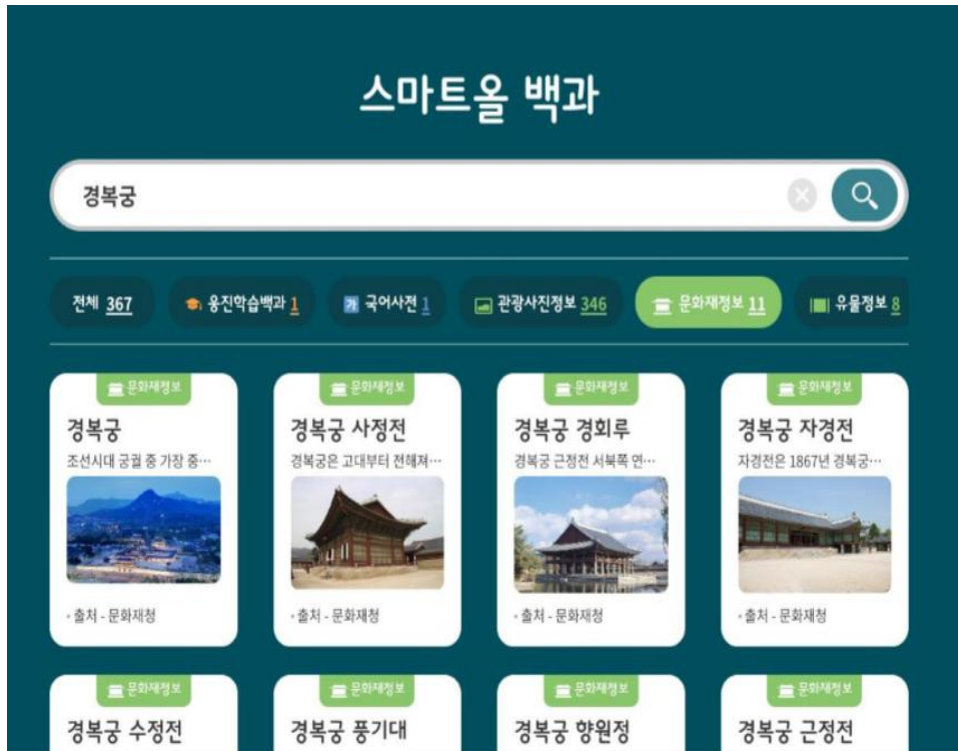 스마트올 백과
경복궁
전체 367 웅진학습백과 1 국어사전 1 관광사진정보 346 문화재정보 11 유물정보 8
문화재정보
경복궁
조선시대 궁궐 중 가장 중…
• 출처 - 문화재청
문화재정보
경복궁 사정전
경복궁은 고대부터 전해져…
• 출처 - 문화재청
문화재정보
경복궁 경회루
경복궁 근정전 서북쪽 연…
• 출처 - 문화재청
문화재정보
경복궁 자경전
자경전은 1867년 경복궁…
• 출처 - 문화재청
문화재정보
경복궁 수정전
문화재정보
경복궁 풍기대
문화재정보
경복궁 향원정
문화재정보
경복궁 근정전